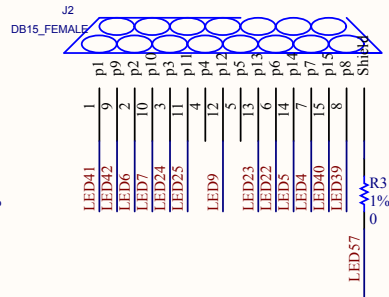 J2
DB15_FEMALE
p1
p9
p2
p10
p3
p11
p4
p12
p5
p13
p6
p14
p7
p15
p8
Shield
1
9
2
10
3
11
4
12
5
13
6
14
7
15
8
LED41
LED42
LED6
LED7
LED24
LED25
LED9
LED23
LED22
LED5
LED4
LED40
LED39
R3
1%
0
LED57